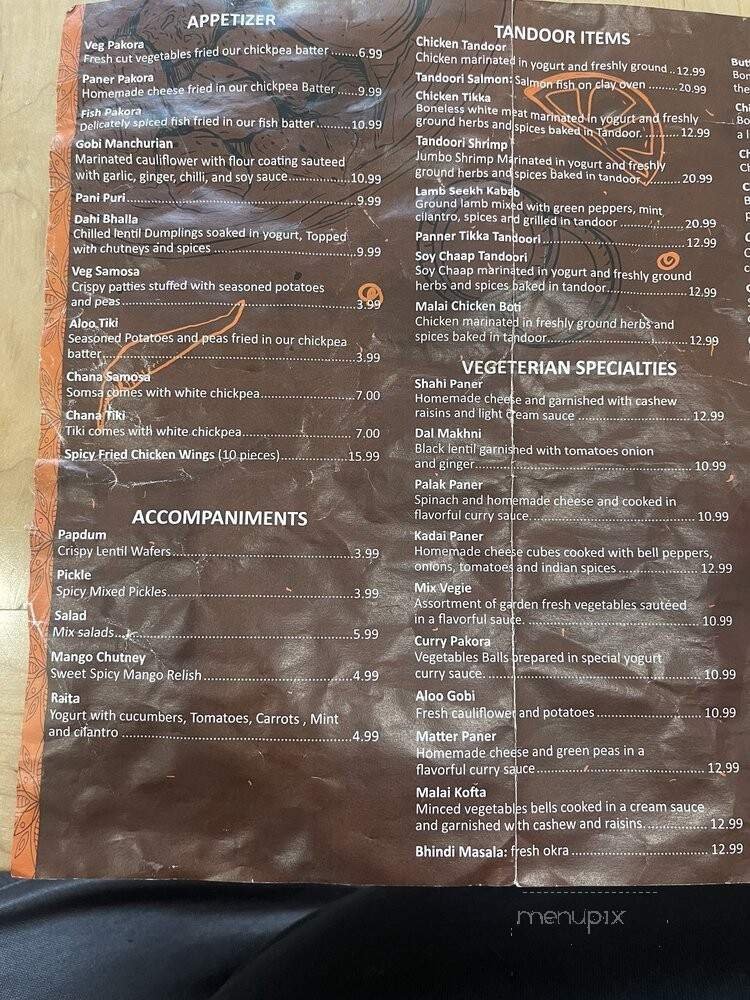 APPETIZER
Veg Pakora
Fresh cut vegetables fried our chickpea batter ........6.99
Paner Pakora
Homemade cheese fried in our chickpea Batter......9.99
Fish Pakora
Delicately spiced fish fried in our fish batter..........10.99
Gobi Manchurian
Marinated cauliflower with flour coating sauteed
with garlic, ginger, chilli, and soy sauce................10.99
Pani Puri..........................................................9.99
Dahi Bhalla
Chilled lentil Dumplings soaked in yogurt, Topped
with chutneys and spices ....................................9.99
Veg Samosa
Crispy patties stuffed with seasoned potatoes
and peas...........................................................3.99
Aloo Tiki
Seasoned Potatoes and peas fried in our chickpea
batter................................................................3.99
Chana Samosa
Somsa comes with white chickpea....................... 7.00
Chana Tiki
Tiki comes with white chickpea........................... 7.00
Spicy Fried Chicken Wings (10 pieces).................15.99
ACCOMPANIMENTS
Papdum
Crispy Lentil Wafers............................................3.99
Pickle
Spicy Mixed Pickles.............................................3.99
Salad
Mix salads..........................................................5.99
Mango Chutney
Sweet Spicy Mango Relish...................................4.99
Raita
Yogurt with cucumbers, Tomatoes, Carrots , Mint
and cilantro .......................................................4.99
TANDOOR ITEMS
Chicken Tandoor
Chicken marinated in yogurt and freshly ground ..12.99
Tandoori Salmon: Salmon fish on clay oven ........20.99
Chicken Tikka
Boneless white meat marinated in yogurt and freshly
ground herbs and spices baked in Tandoor. ........ 12.99
Tandoori Shrimp
Jumbo Shrimp Marinated in yogurt and freshly
ground herbs and spices baked in tandoor...........20.99
Lamb Seekh Kabab
Ground lamb mixed with green peppers, mint,
cilantro, spices and grilled in tandoor .................20.99
Panner Tikka Tandoori......................................12.99
Soy Chaap Tandoori
Soy Chaap marinated in yogurt and freshly ground
herbs and spices baked in tandoor......................12.99
Malai Chicken Boti
Chicken marinated in freshly ground herbs and
spices baked in tandoor.....................................12.99
VEGETERIAN SPECIALTIES
Shahi Paner
Homemade cheese and garnished with cashew
raisins and light cream sauce ............................ 12.99
Dal Makhni
Black lentil garnished with tomatoes onion
and ginger........................................................10.99
Palak Paner
Spinach and homemade cheese and cooked in
flavorful curry sauce..........................................10.99
Kadai Paner
Homemade cheese cubes cooked with bell peppers,
onions, tomatoes and indian spices .................... 12.99
Mix Vegie
Assortment of garden fresh vegetables sautéed
in a flavorful sauce. ..........................................10.99
Curry Pakora
Vegetables Balls prepared in special yogurt
curry sauce......................................................10.99
Aloo Gobi
Fresh cauliflower and potatoes ..........................10.99
Matter Paner
Homemade cheese and green peas in a
flavorful curry sauce..........................................12.99
Malai Kofta
Minced vegetables bells cooked in a cream sauce
and garnished with cashew and raisins................ 12.99
Bhindi Masala: fresh okra .................................. 12.99
menupix